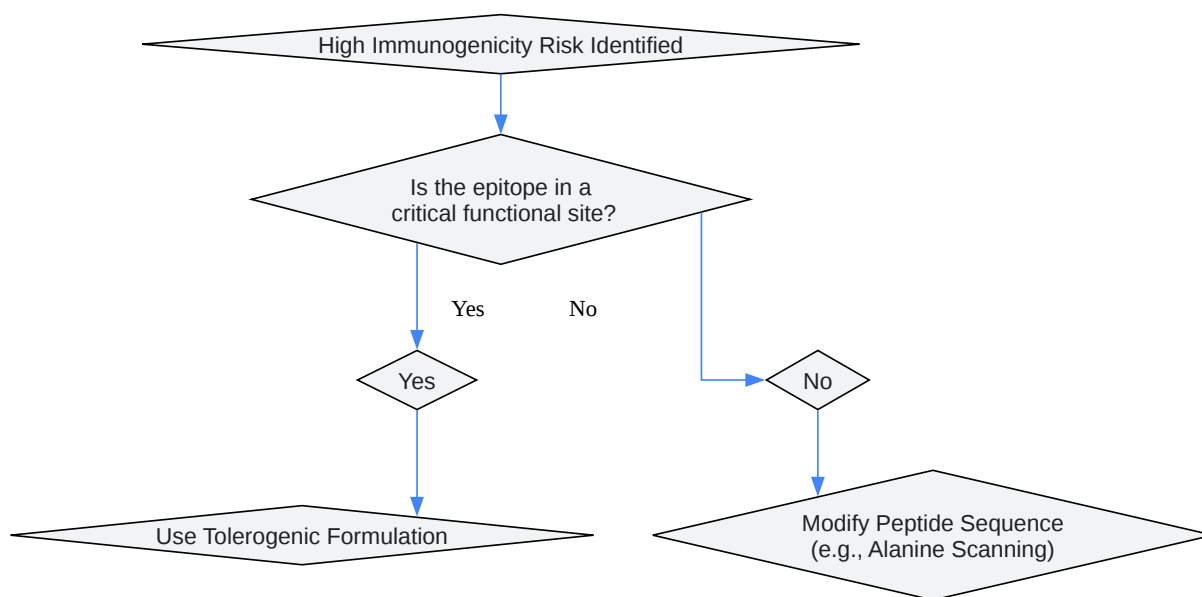 High Immunogenicity Risk Identified
Is the epitope in a
critical functional site?
Yes
No
Yes
No
Use Tolerogenic Formulation
Modify Peptide Sequence
(e.g., Alanine Scanning)